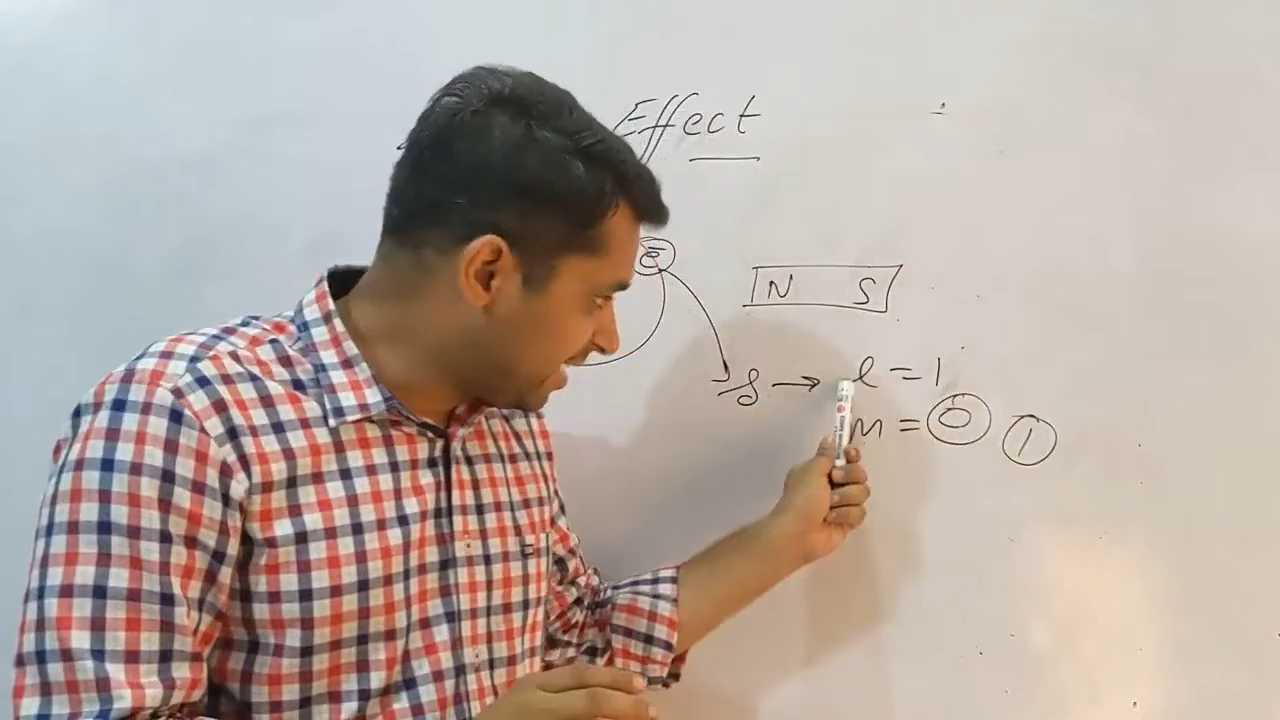 Effect
ē
N S
s → l = 1
m = 0 1